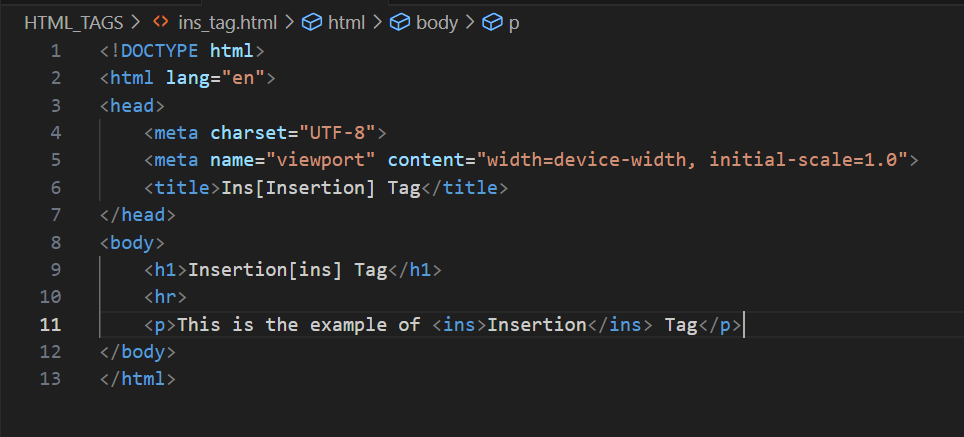 HTML_TAGS > <> ins_tag.html > html > body > p
1 <!DOCTYPE html>
2 <html lang="en">
3 <head>
4     <meta charset="UTF-8">
5     <meta name="viewport" content="width=device-width, initial-scale=1.0">
6     <title>Ins[Insertion] Tag</title>
7 </head>
8 <body>
9     <h1>Insertion[ins] Tag</h1>
10     <hr>
11     <p>This is the example of <ins>Insertion</ins> Tag</p>
12 </body>
13 </html>